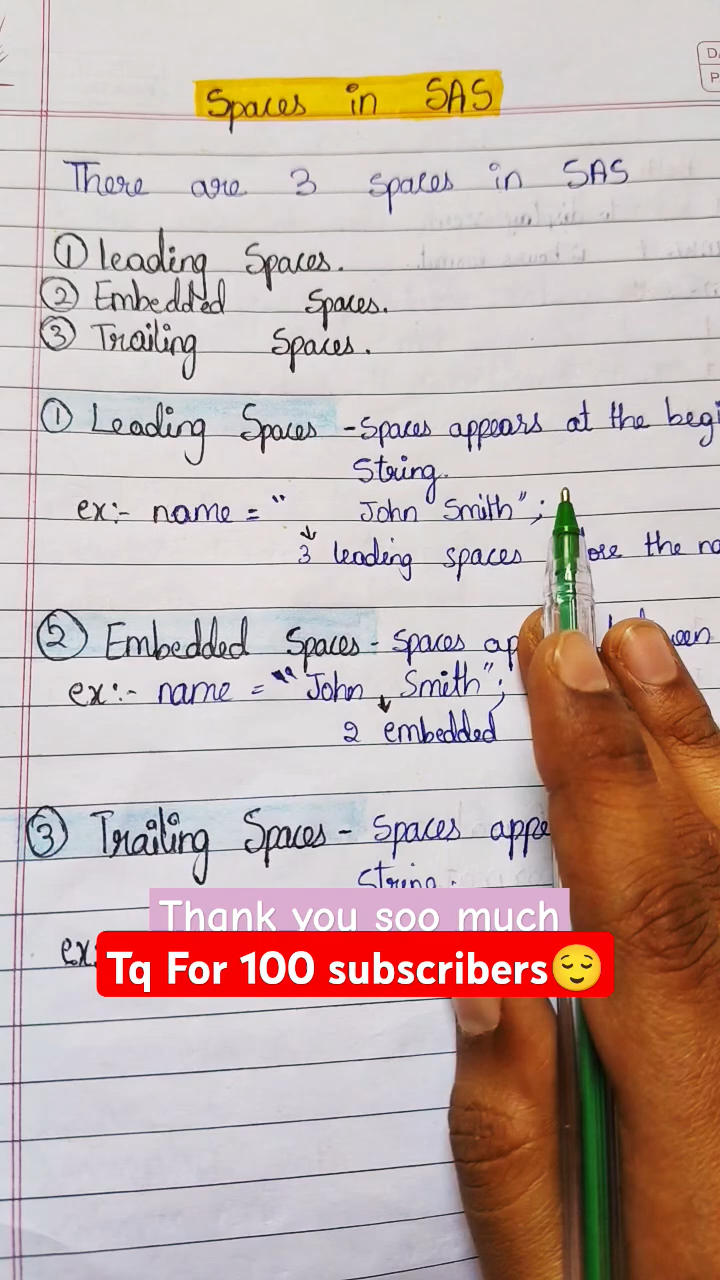 Spaces in SAS
There are 3 spaces in SAS
① Leading Spaces.
② Embedded Spaces.
③ Trailing Spaces.
① Leading Spaces - Spaces appears at the
String.
ex:- name = " John Smith";
3 leading spaces the
② Embedded Spaces - Spaces
ex:- name = "John Smith";
2 embedded
③ Trailing Spaces - Spaces
String.
ex:
Thank you soo much
Tq For 100 subscribers😌